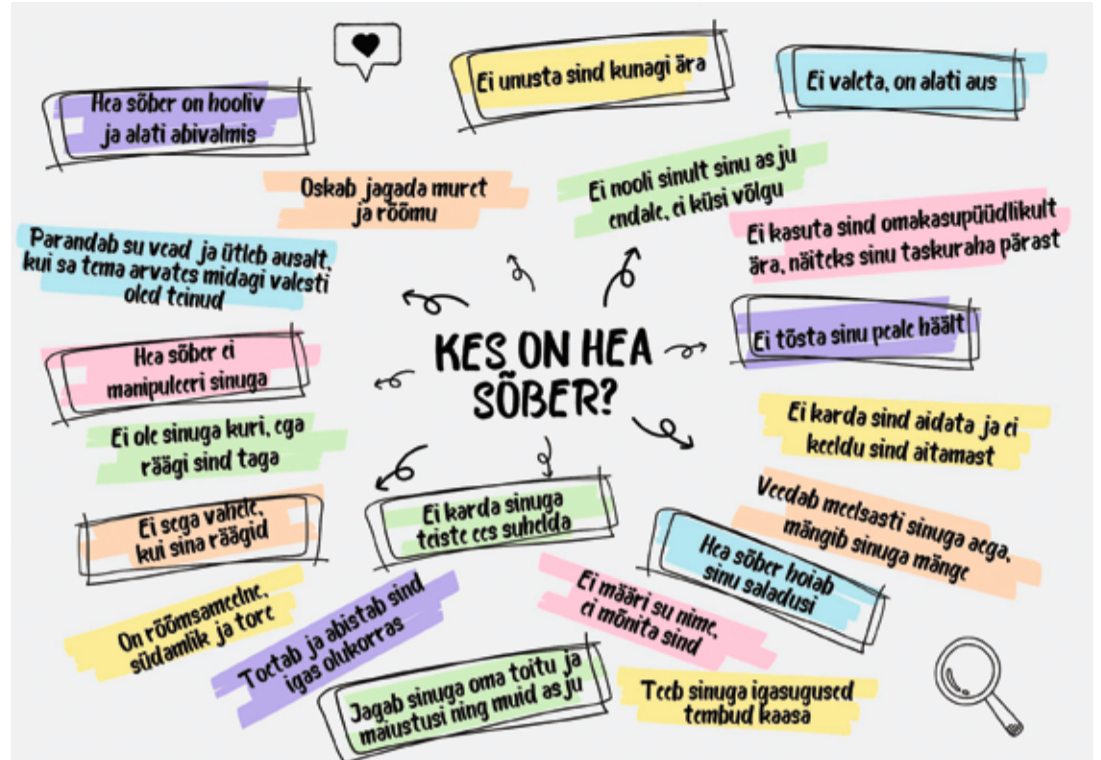 Hea sõber on hooliv
ja alati abivalmis
Ei unusta sind kunagi ära
Ei valeta, on alati aus
Oskab jagada muret
ja rõõmu
Ei nooli sinult sinu asju
endale, ei küsi võlgu
Ei kasuta sind omakasupüüdlikult
ära, näiteks sinu taskuraha pärast
Parandab su vead ja ütleb ausalt,
kui sa tema arvates midagi valesti
oled teinud
Ei tõsta sinu peale häält
KES ON HEA
SÕBER?
Hea sõber ei
manipuleeri sinuga
Ei karda sind aidata ja ei
keeldu sind aitamast
Ei ole sinuga kuri, ega
räägi sind taga
Ei sega vahele,
kui sina räägid
Ei karda sinuga
teiste ees suhelda
Veedab meelsasti sinuga aega,
mängib sinuga mänge
Hea sõber hoiab
sinu saladusi
On rõõmsameelne,
südamlik ja tore
Toetab ja abistab sind
igas olukorras
Ei määri su nime,
ei mõnita sind
Jagab sinuga oma toitu ja
maiustusi ning muid asju
Teeb sinuga igasugused
tembud kaasa